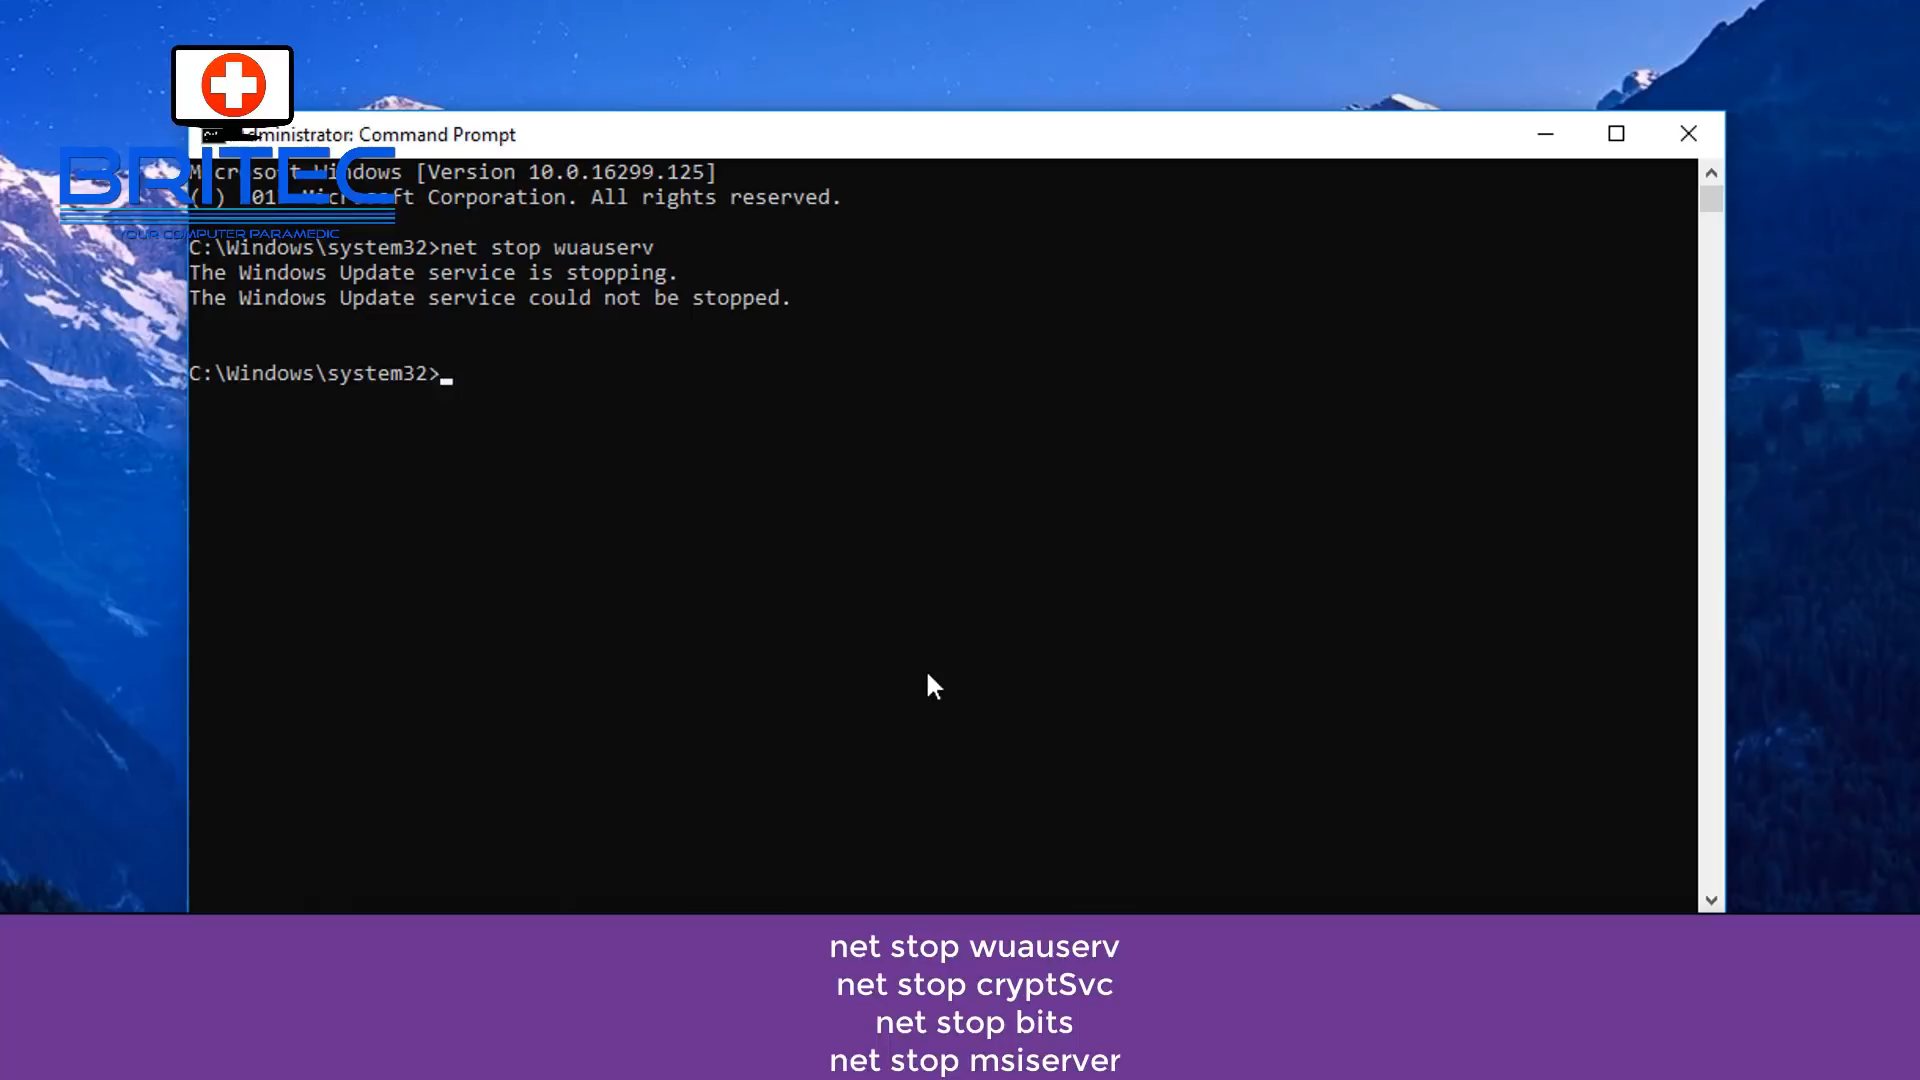 Administrator: Command Prompt
BRITEC
YOUR COMPUTER PARAMEDIC
Microsoft Windows [Version 10.0.16299.125]
Microsoft Corporation. All rights reserved.
C:\Windows\system32>net stop wuauserv
The Windows Update service is stopping.
The Windows Update service could not be stopped.
C:\Windows\system32>
net stop wuauserv
net stop cryptSvc
net stop bits
net stop msiserver